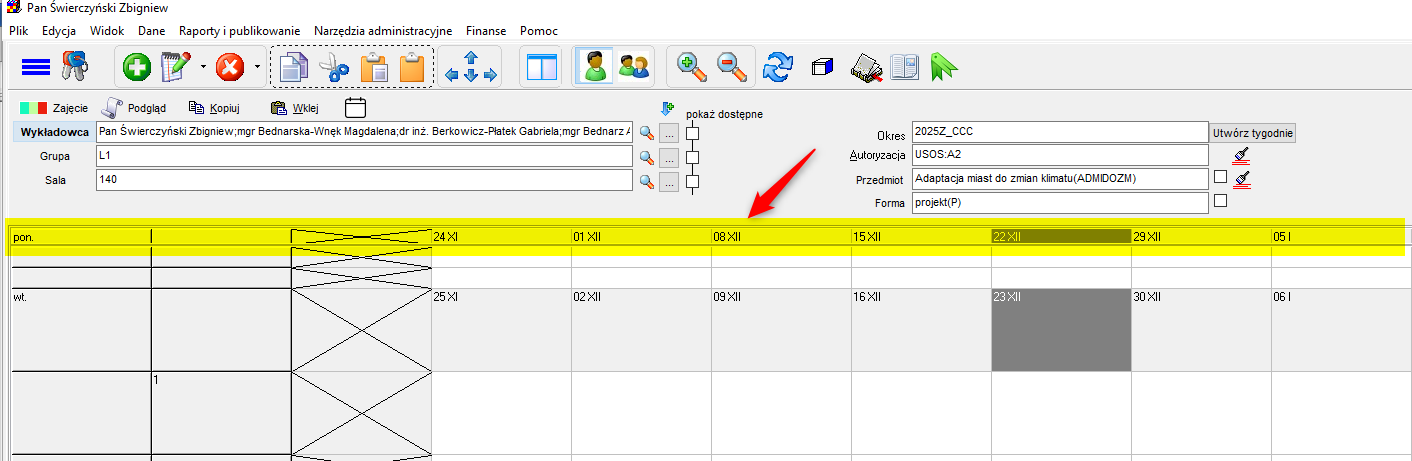 Pan Świerczyński Zbigniew
Plik Edycja Widok Dane Raporty i publikowanie Narzędzia administracyjne Finanse Pomoc
Zajęcie Podgląd Kopiuj Wklej
pokaż dostępne
Wykładowca Pan Świerczyński Zbigniew;mgr Bednarska-Wnęk Magdalena;dr inż. Berkowicz-Płatek Gabriela;mgr Bednarz A ...
Grupa L1 ...
Sala 140 ...
Okres 2025Z_CCC Utwórz tygodnie
Autoryzacja USOS:A2
Przedmiot Adaptacja miast do zmian klimatu(ADMIDOZM)
Forma projekt(P)
pon. 24 XI 01 XII 08 XII 15 XII 22 XII 29 XII 05 I
wt. 25 XI 02 XII 09 XII 16 XII 23 XII 30 XII 06 I
1